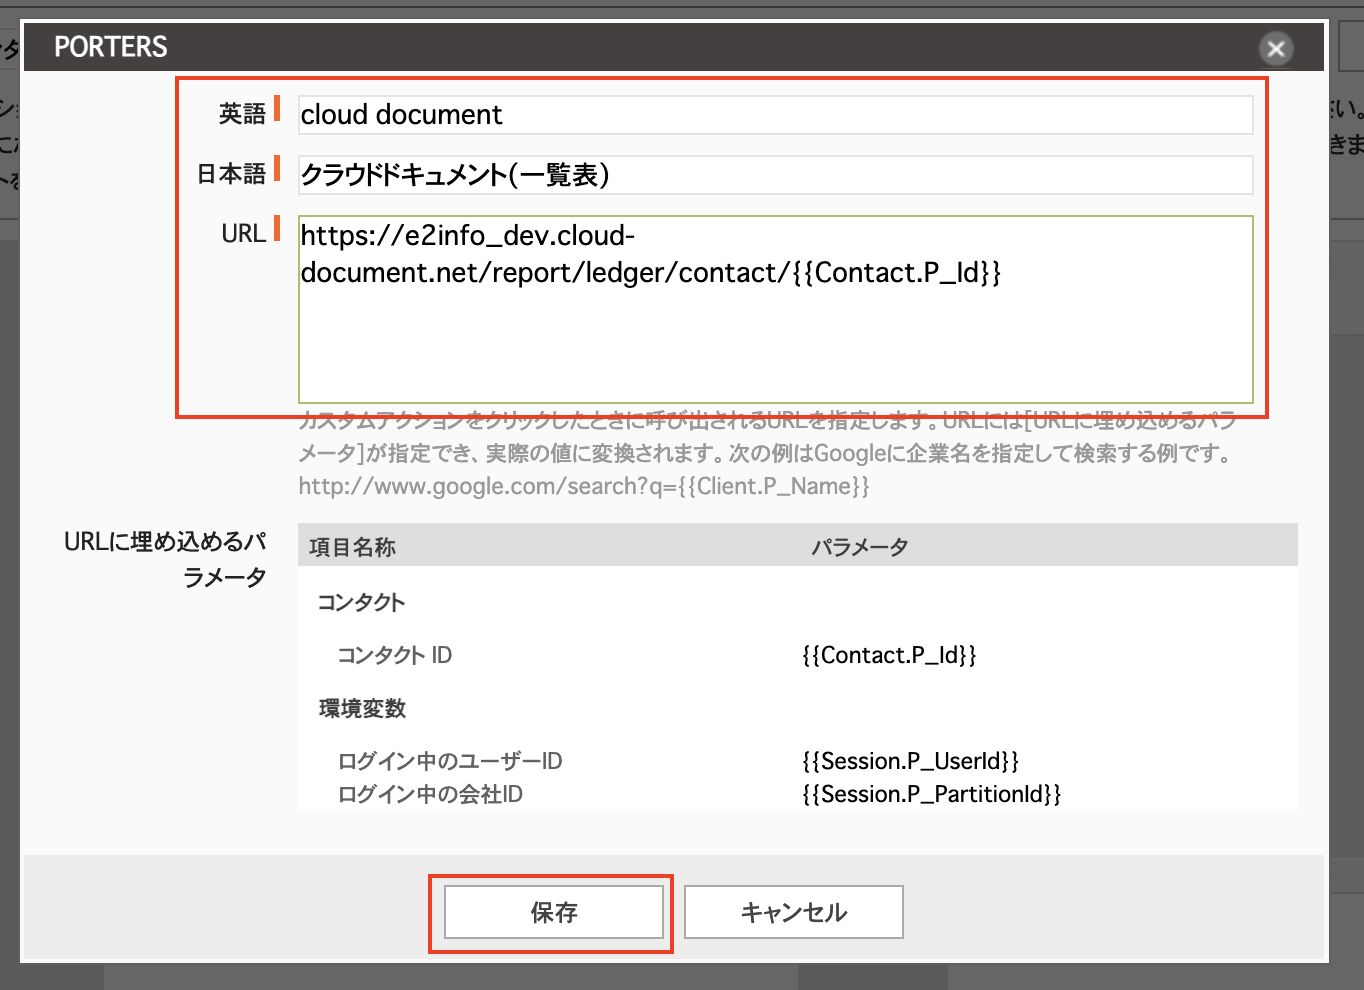 PORTERS
英語
cloud document
日本語
クラウドドキュメント(一覧表)
URL
https://e2info_dev.cloud-
document.net/report/ledger/contact/{{Contact.P_Id}}
カスタムアクションをクリックしたときに呼び出されるURLを指定します。URLには[URLに埋め込めるパラ
メータ]が指定でき、実際の値に変換されます。次の例はGoogleに企業名を指定して検索する例です。
http://www.google.com/search?q={{Client.P_Name}}
URLに埋め込めるパ
ラメータ
項目名称 パラメータ
コンタクト
コンタクト ID {{Contact.P_Id}}
環境変数
ログイン中のユーザーID {{Session.P_UserId}}
ログイン中の会社ID {{Session.P_PartitionId}}
保存 キャンセル